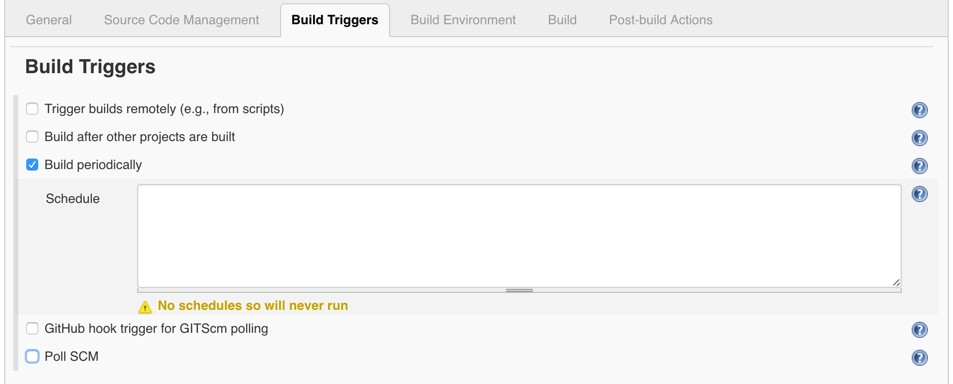 General Source Code Management Build Triggers Build Environment Build Post-build Actions
Build Triggers
Trigger builds remotely (e.g., from scripts)
Build after other projects are built
Build periodically
Schedule
No schedules so will never run
GitHub hook trigger for GITScm polling
Poll SCM